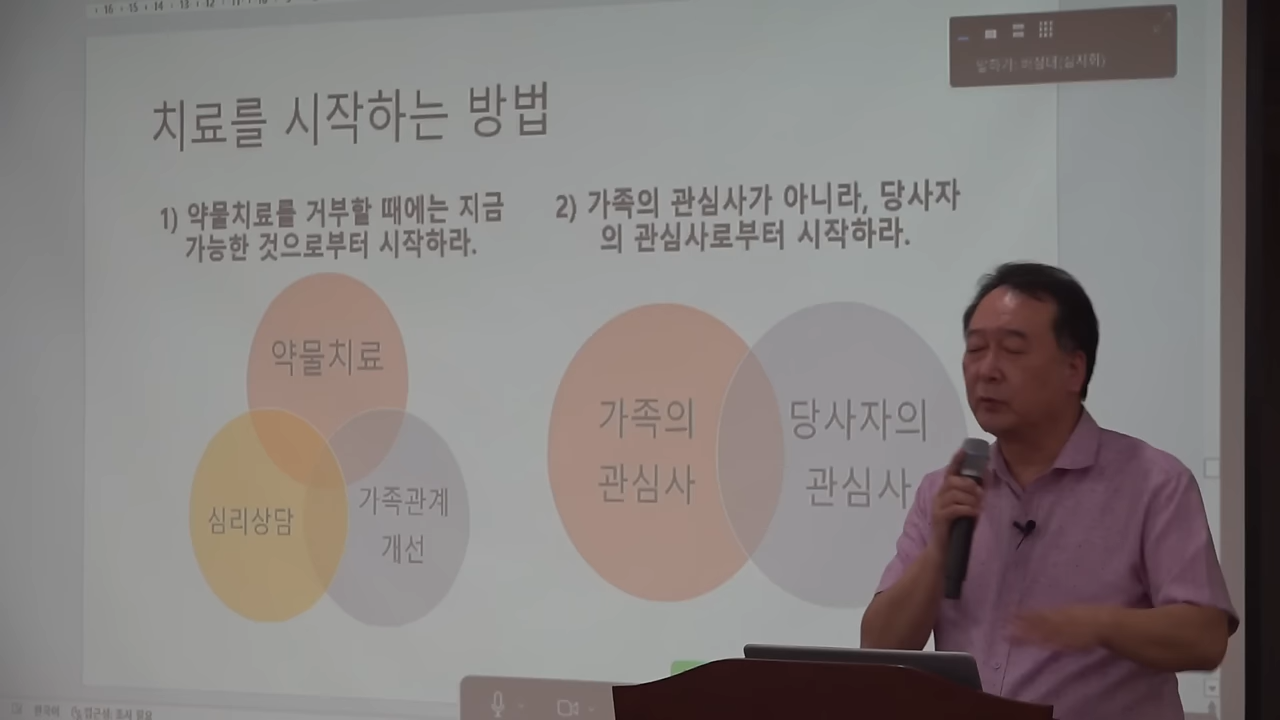 치료를 시작하는 방법
1) 약물치료를 거부할 때에는 지금
가능한 것으로부터 시작하라.
2) 가족의 관심사가 아니라, 당사자
의 관심사로부터 시작하라.
약물치료
심리상담
가족관계
개선
가족의
관심사
당사자의
관심사
한국어